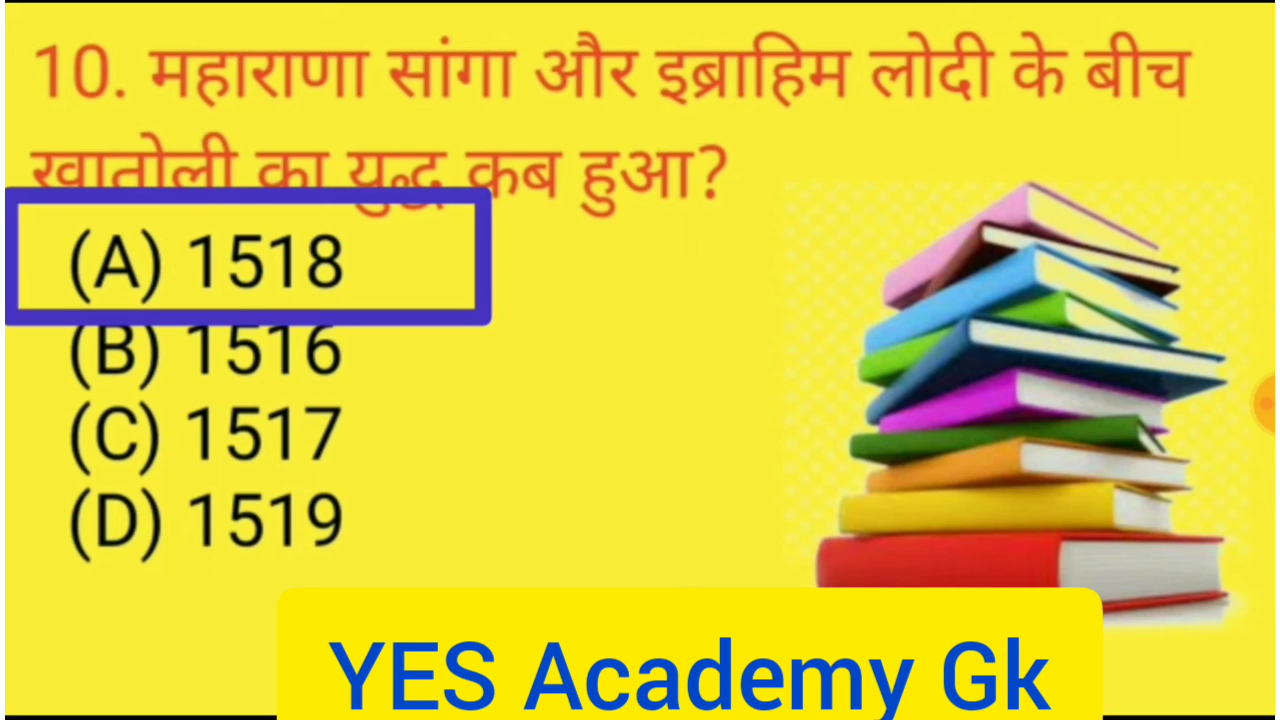 10. महाराणा सांगा और इब्राहिम लोदी के बीच
खातोली का युद्ध कब हुआ?
(A) 1518
(B) 1516
(C) 1517
(D) 1519
YES Academy Gk